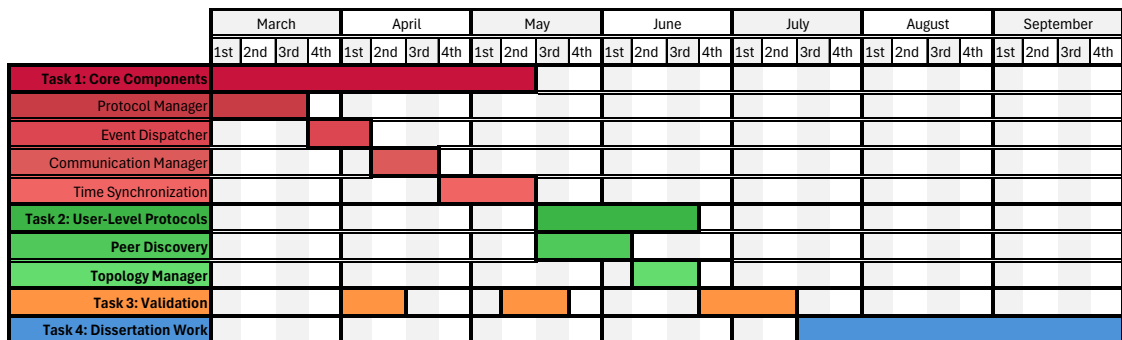 March April May June July August September
1st 2nd 3rd 4th 1st 2nd 3rd 4th 1st 2nd 3rd 4th 1st 2nd 3rd 4th 1st 2nd 3rd 4th 1st 2nd 3rd 4th 1st 2nd 3rd 4th
Task 1: Core Components
Protocol Manager
Event Dispatcher
Communication Manager
Time Synchronization
Task 2: User-Level Protocols
Peer Discovery
Topology Manager
Task 3: Validation
Task 4: Dissertation Work